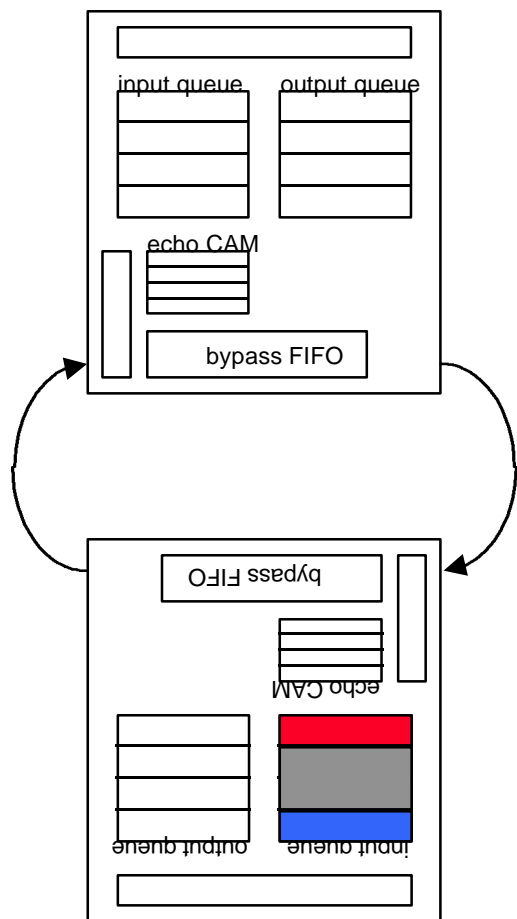 input queue output queue
echo CAM
bypass FIFO
bypass FIFO
echo CAM
output queue input queue